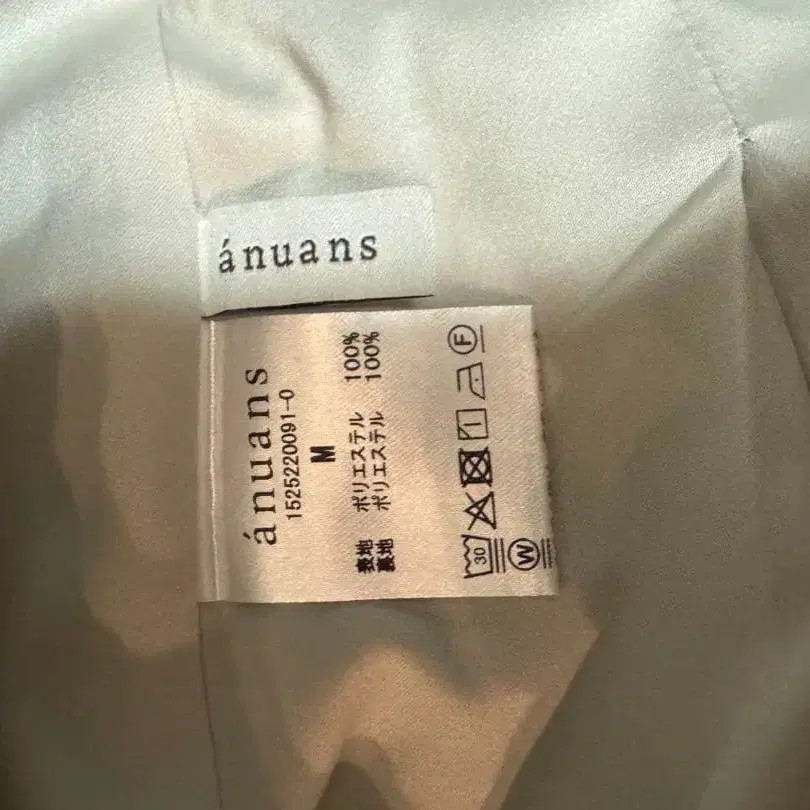 ánuans
ánuans
1525220091-0
M
表地 ポリエステル 100%
裏地 ポリエステル 100%
30 F
W